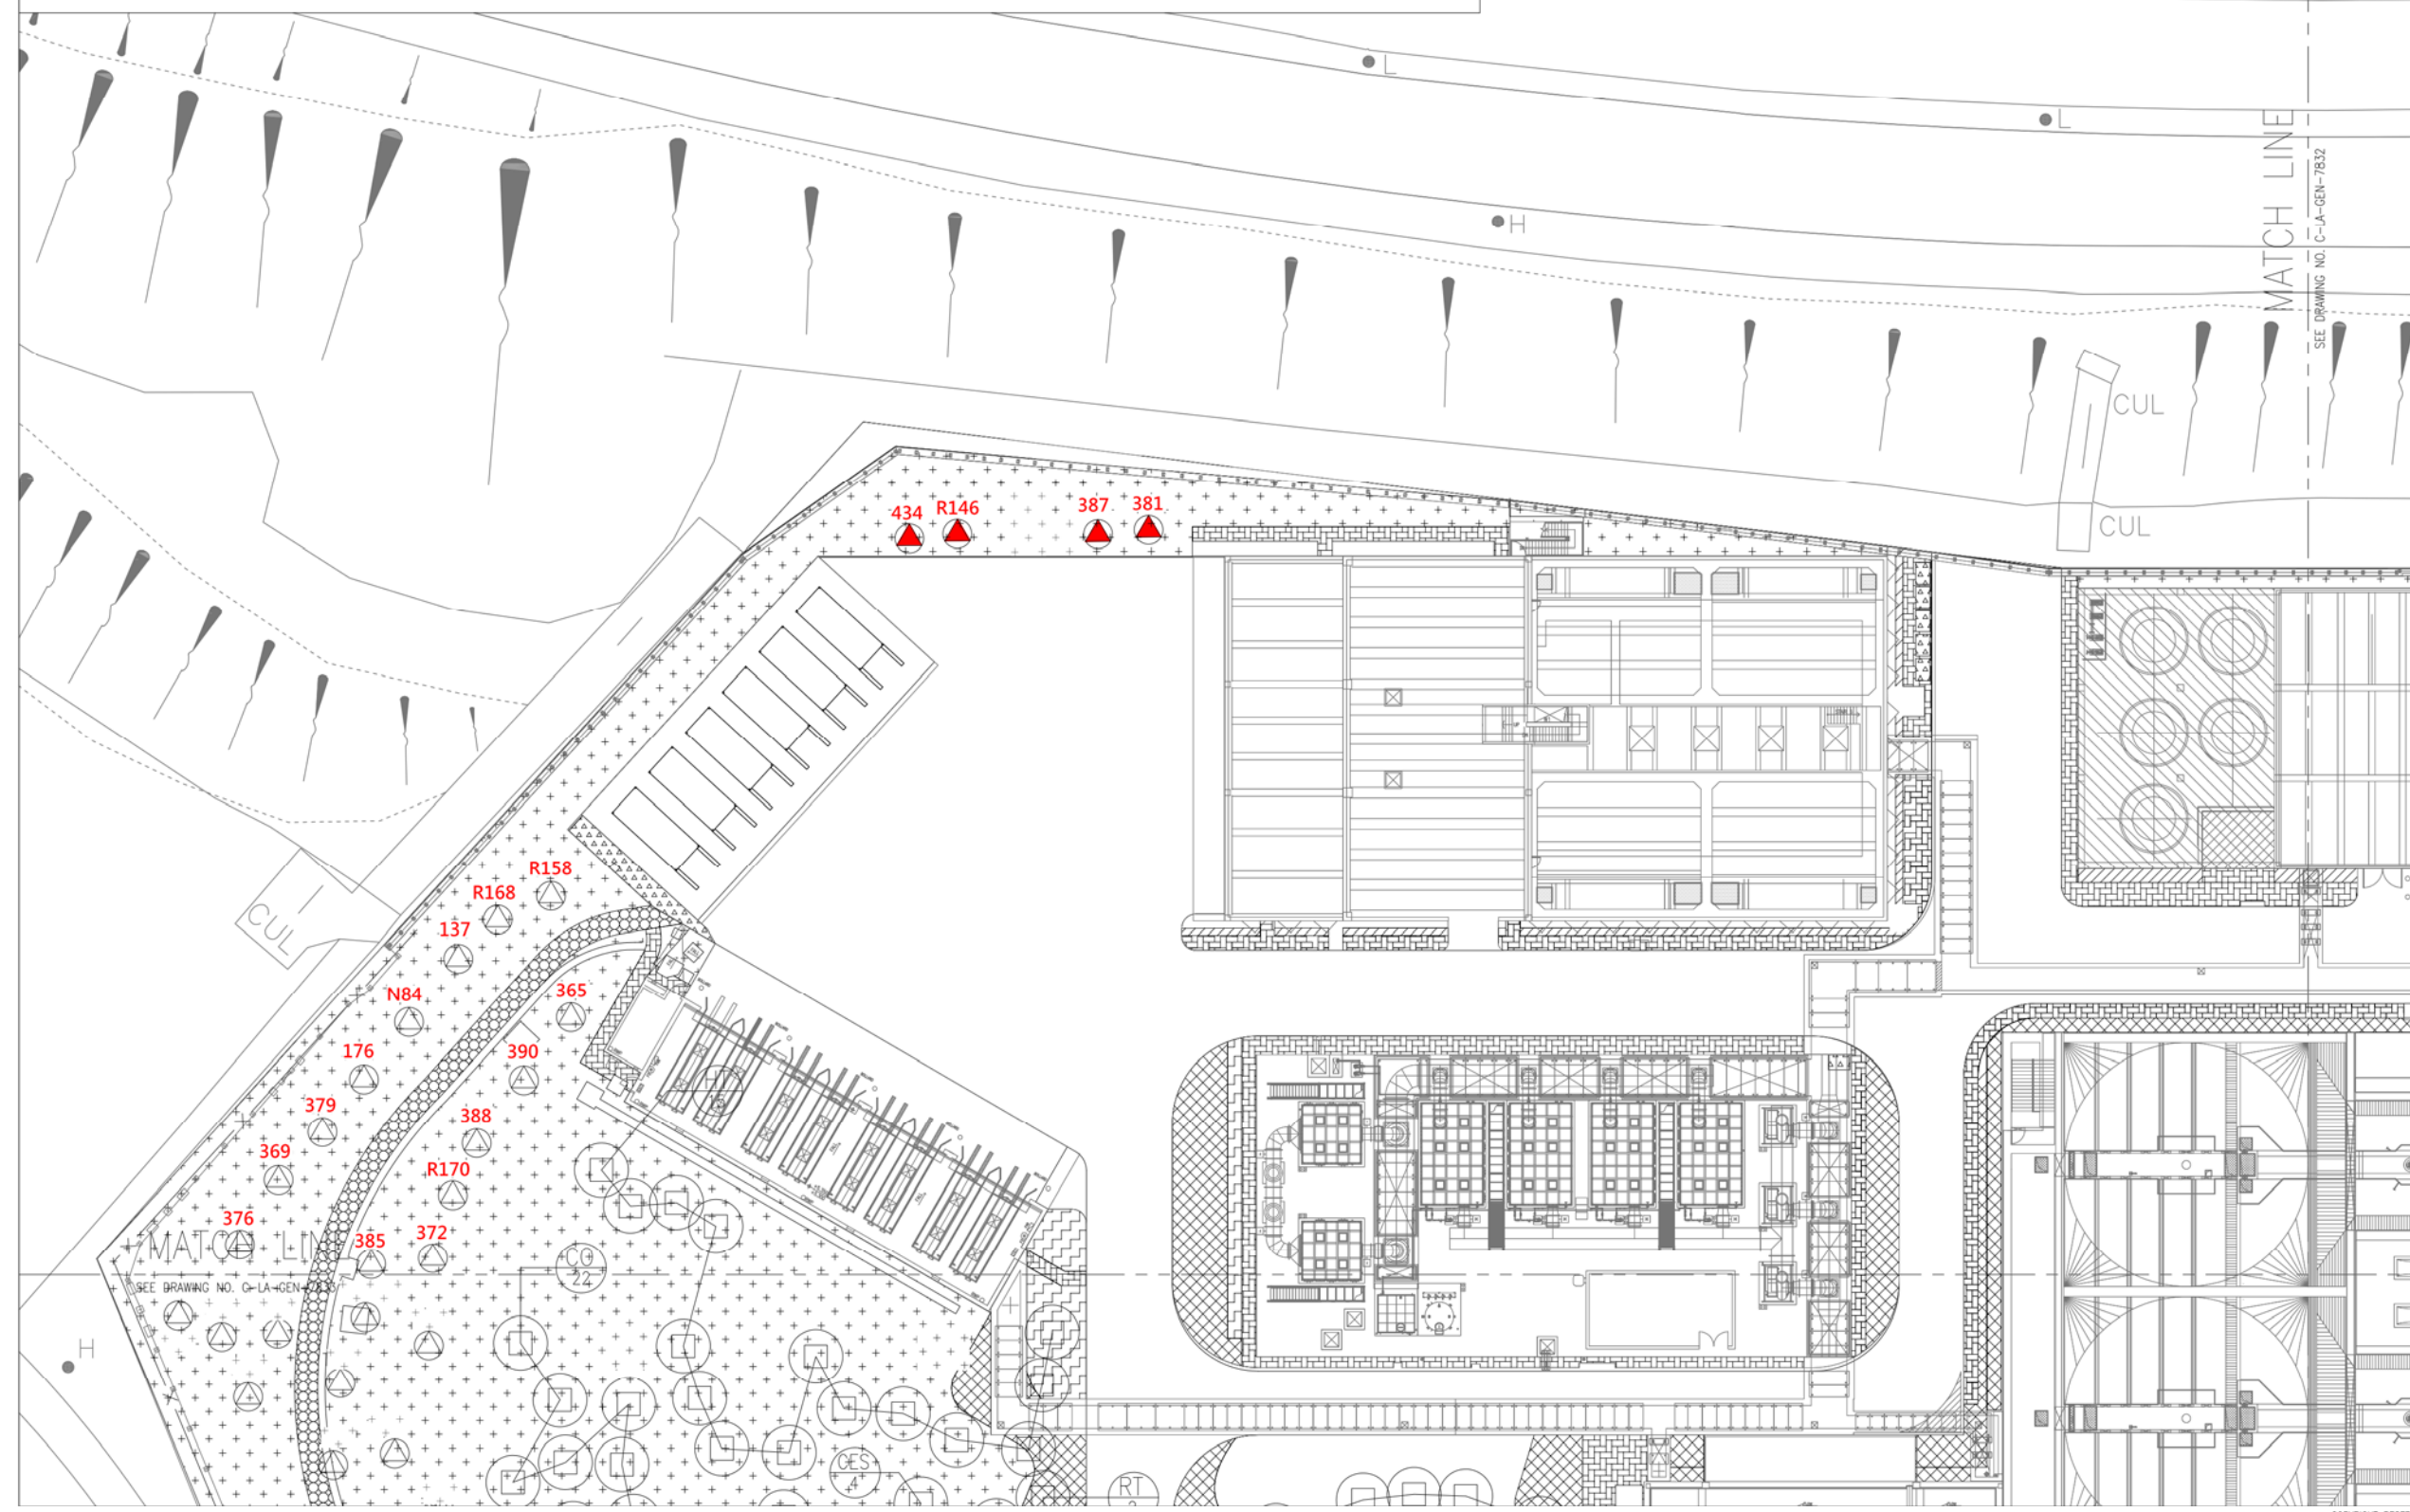 L
L
MATCH LINE
SEE DRAWING NO. C-LA-GEN-7832
H
CUL
434
R146
387
381
CUL
R158
R168
137
CUL
N84
365
176
390
379
388
369
R170
376
385
372
MATCH LIN
CO
22
SEE DRAWING NO. C-LA-GEN-
H
CES
4
RT